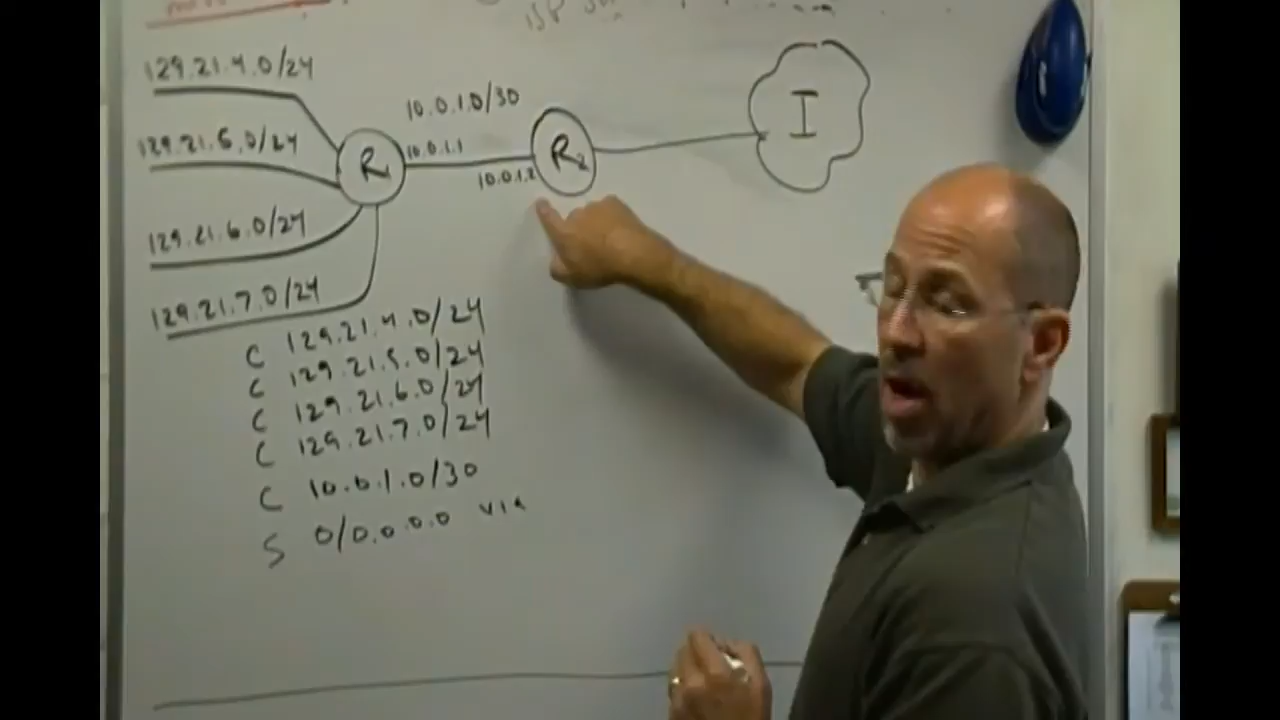 129.21.4.0/24
10.0.1.0/30
129.21.5.0/24
R1
10.0.1.1
R2
I
10.0.1.2
129.21.6.0/24
129.21.7.0/24
C 129.21.4.0/24
C 129.21.5.0/24
C 129.21.6.0/24
C 129.21.7.0/24
C 10.0.1.0/30
S 0/0.0.0.0 via